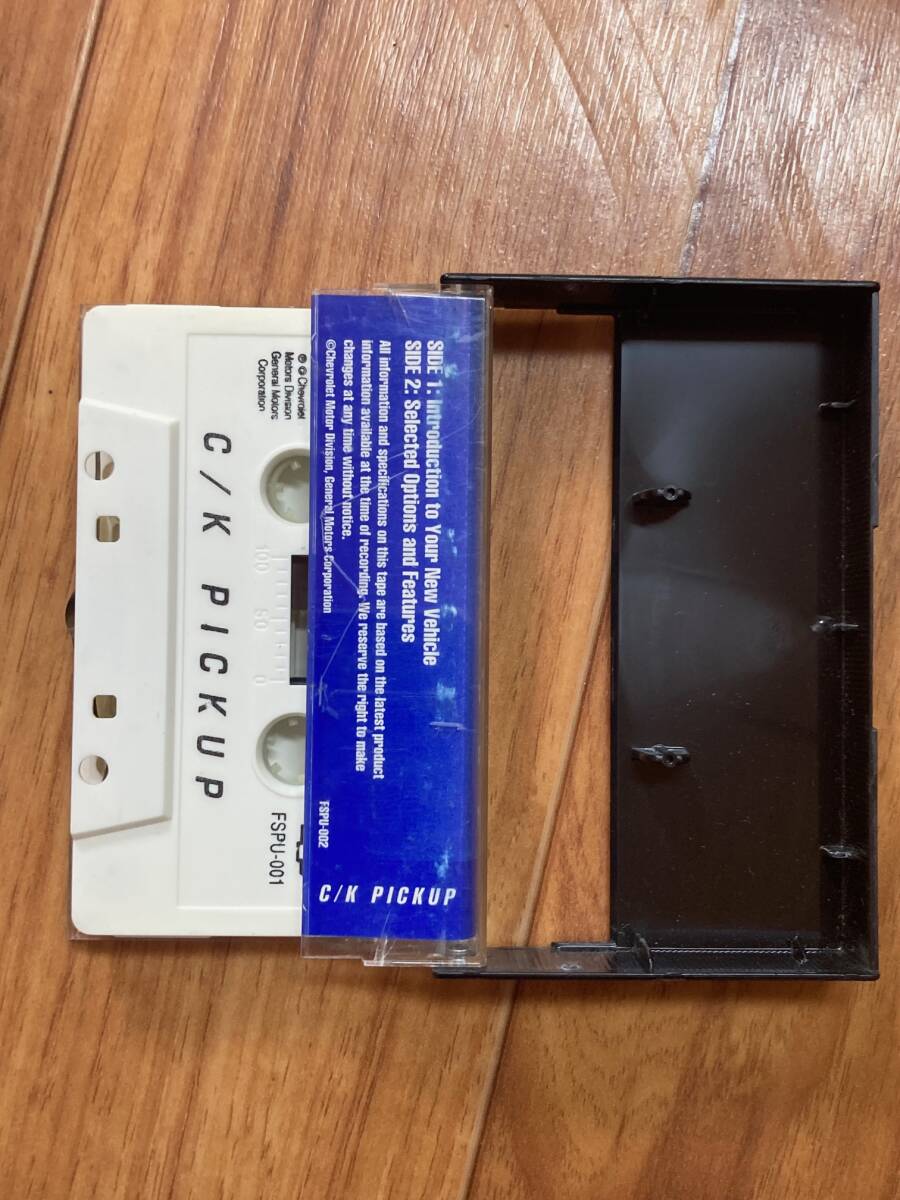 SIDE 1: Introduction to Your New Vehicle
SIDE 2: Selected Options and Features
All information and specifications on this tape are based on the latest product
information available at the time of recording. We reserve the right to make
changes at any time without notice.
©Chevrolet Motor Division, General Motors Corporation
FSPU-002
C/K PICKUP
℗ © Chevrolet
Motors Division
General Motors
Corporation
100 50 0
FSPU-001
C/K PICKUP